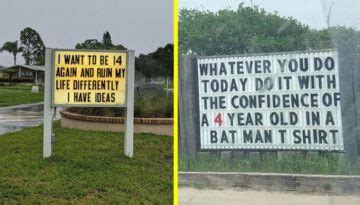 I WANT TO BE 14
AGAIN AND RUIN MY
LIFE DIFFERENTLY
I HAVE IDEAS
WHATEVER YOU DO
TODAY DO IT WITH
THE CONFIDENCE OF
A 4 YEAR OLD IN A
BAT MAN T SHIRT